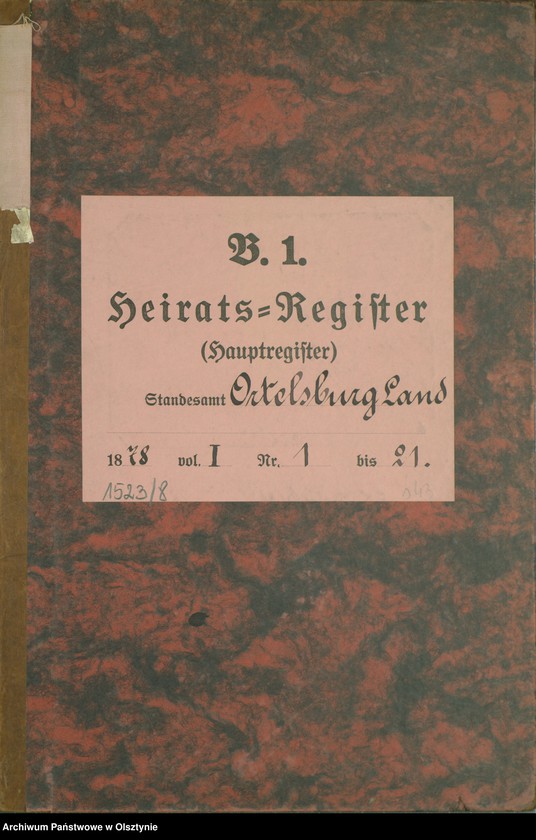 B. 1.
Heirats-Register
(Hauptregister)
Standesamt Ortelsburg Land
1878 vol. I Nr. 1 bis 21.
1523/8
Archiwum Państwowe w Olsztynie